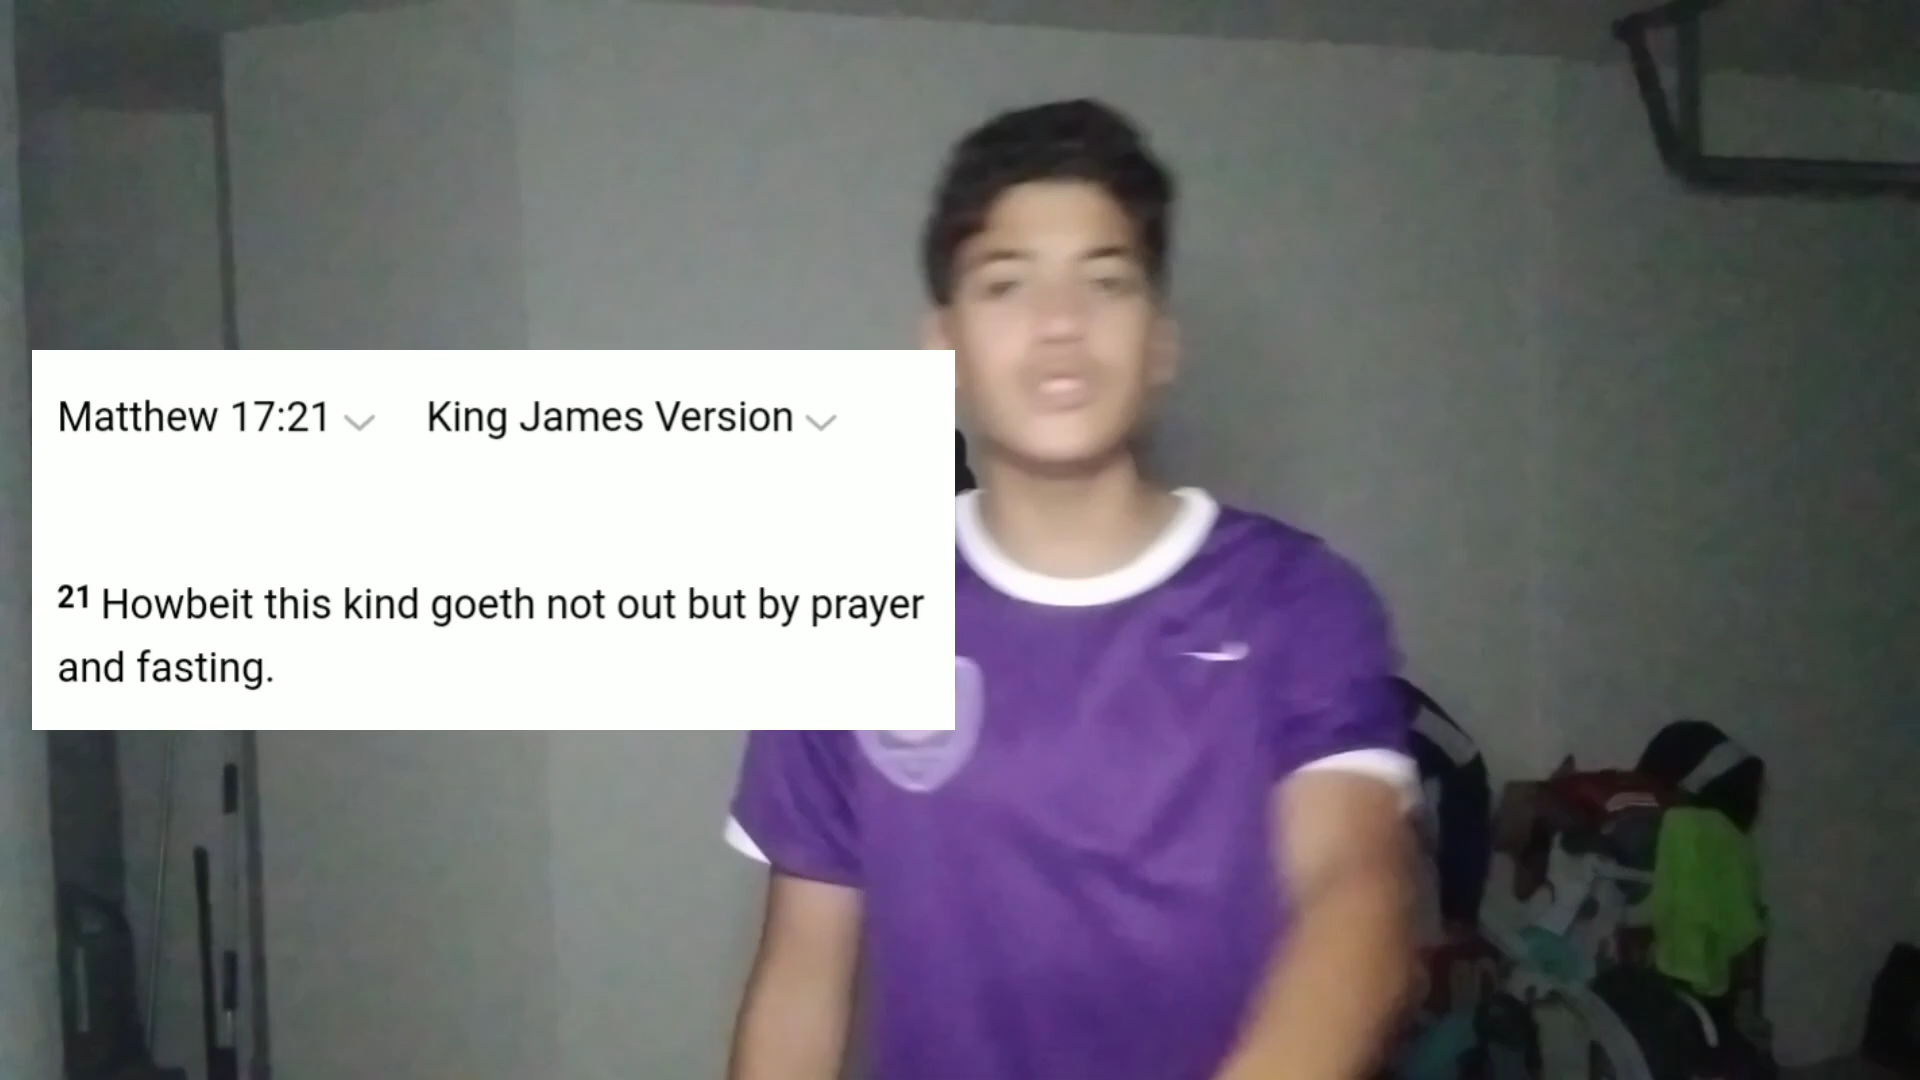 Matthew 17:21 King James Version
21 Howbeit this kind goeth not out but by prayer
and fasting.